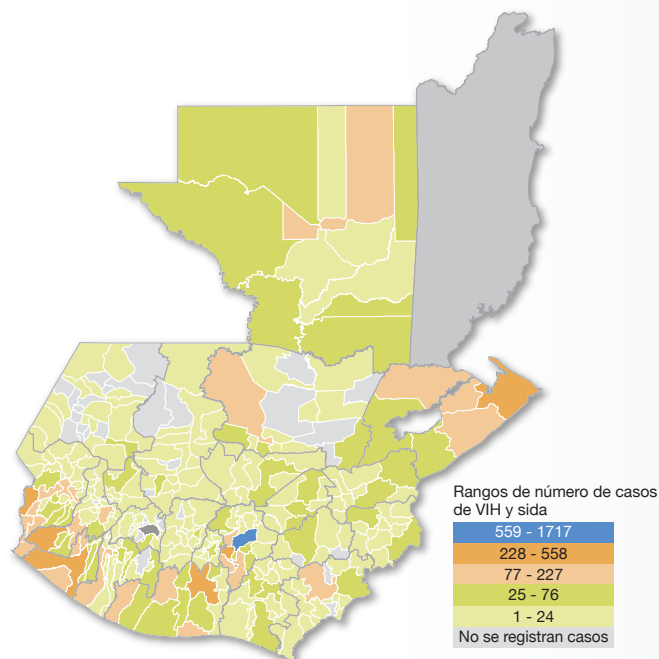 Rangos de número de casos
de VIH y sida
559 - 1717
228 - 558
77 - 227
25 - 76
1 - 24
No se registran casos